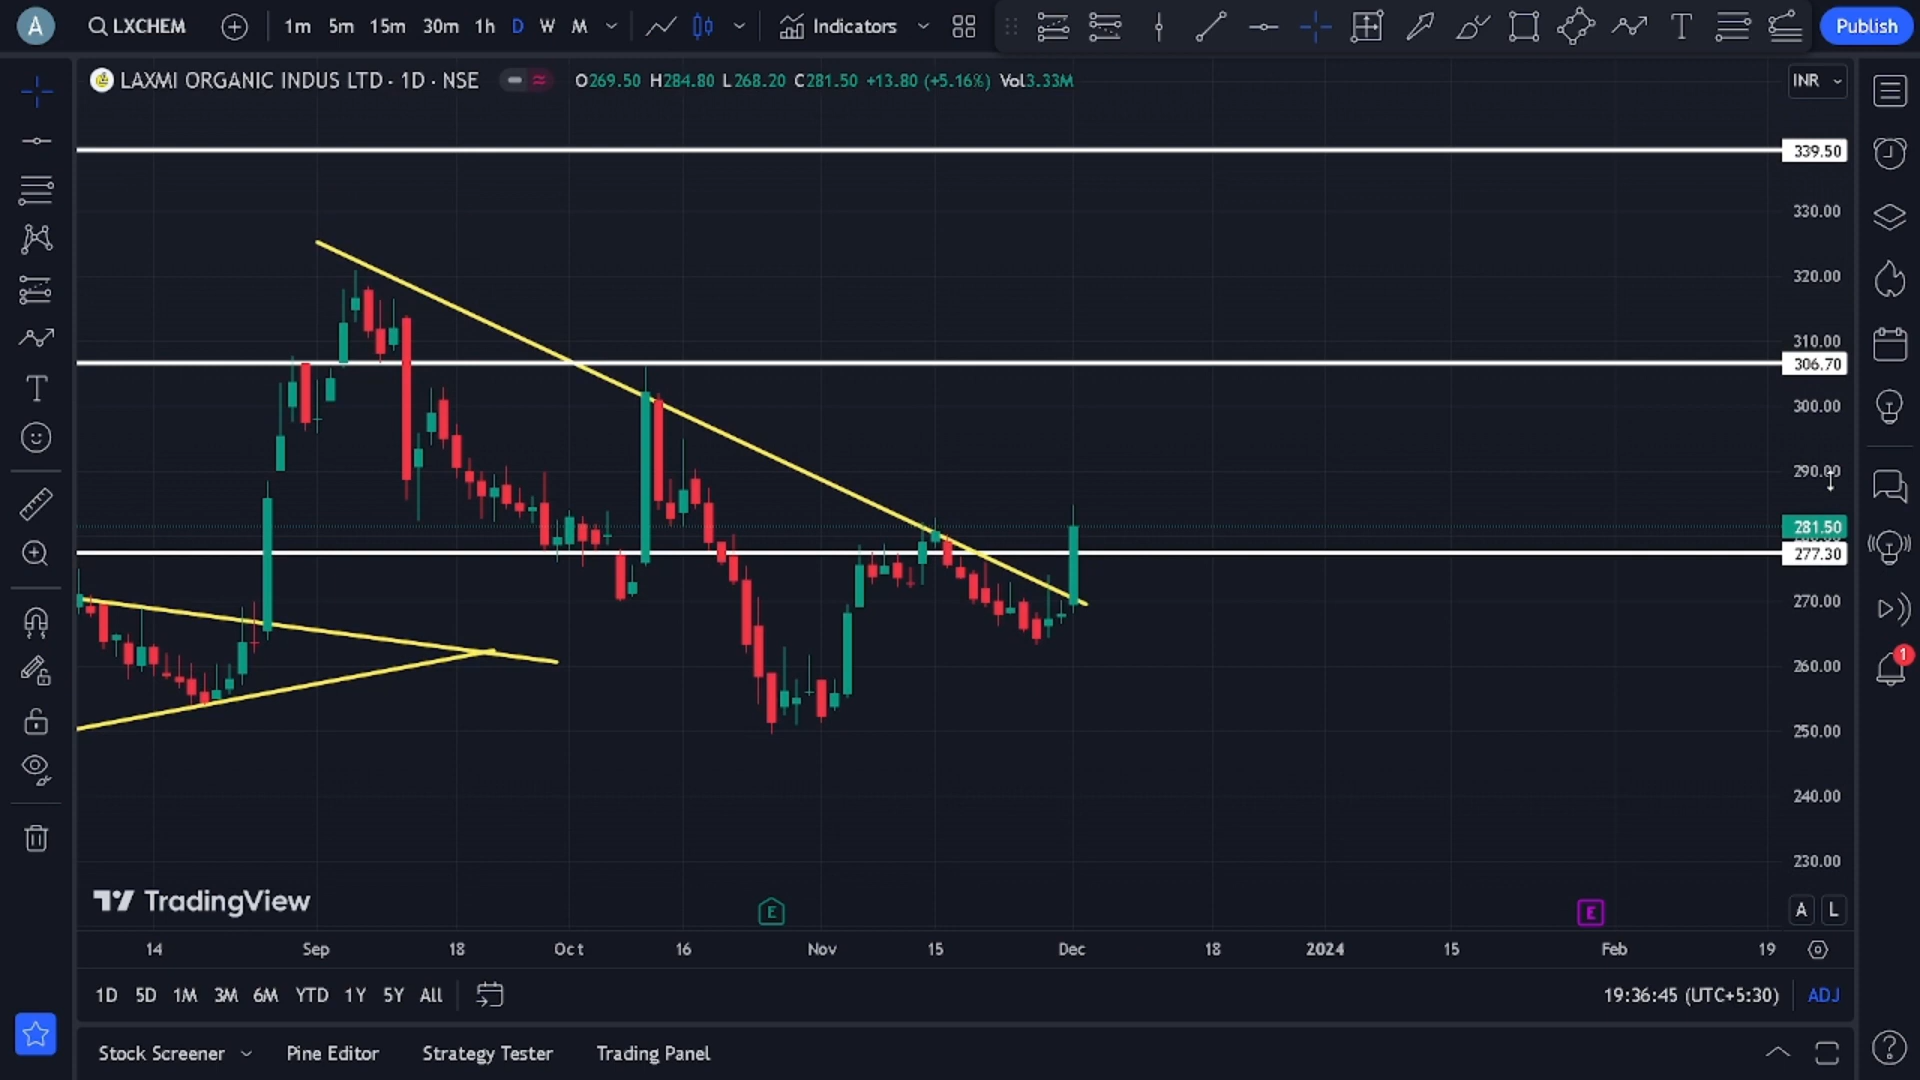 A LXCHEM 1m 5m 15m 30m 1h D W M Indicators T Publish
LAXMI ORGANIC INDUS LTD · 1D · NSE O269.50 H284.80 L268.20 C281.50 +13.80 (+5.16%) Vol3.33M INR
339.50
330.00
320.00
310.00
306.70
300.00
290.00
281.50
277.30
270.00
260.00
250.00
240.00
230.00
1
TradingView
E E A L
14 Sep 18 Oct 16 Nov 15 Dec 18 2024 15 Feb 19
1D 5D 1M 3M 6M YTD 1Y 5Y All 19:36:45 (UTC+5:30) ADJ
Stock Screener Pine Editor Strategy Tester Trading Panel